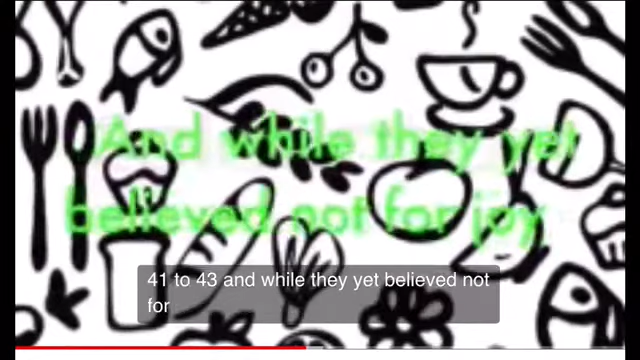 And while they yet
believed not for joy
41 to 43 and while they yet believed not
for